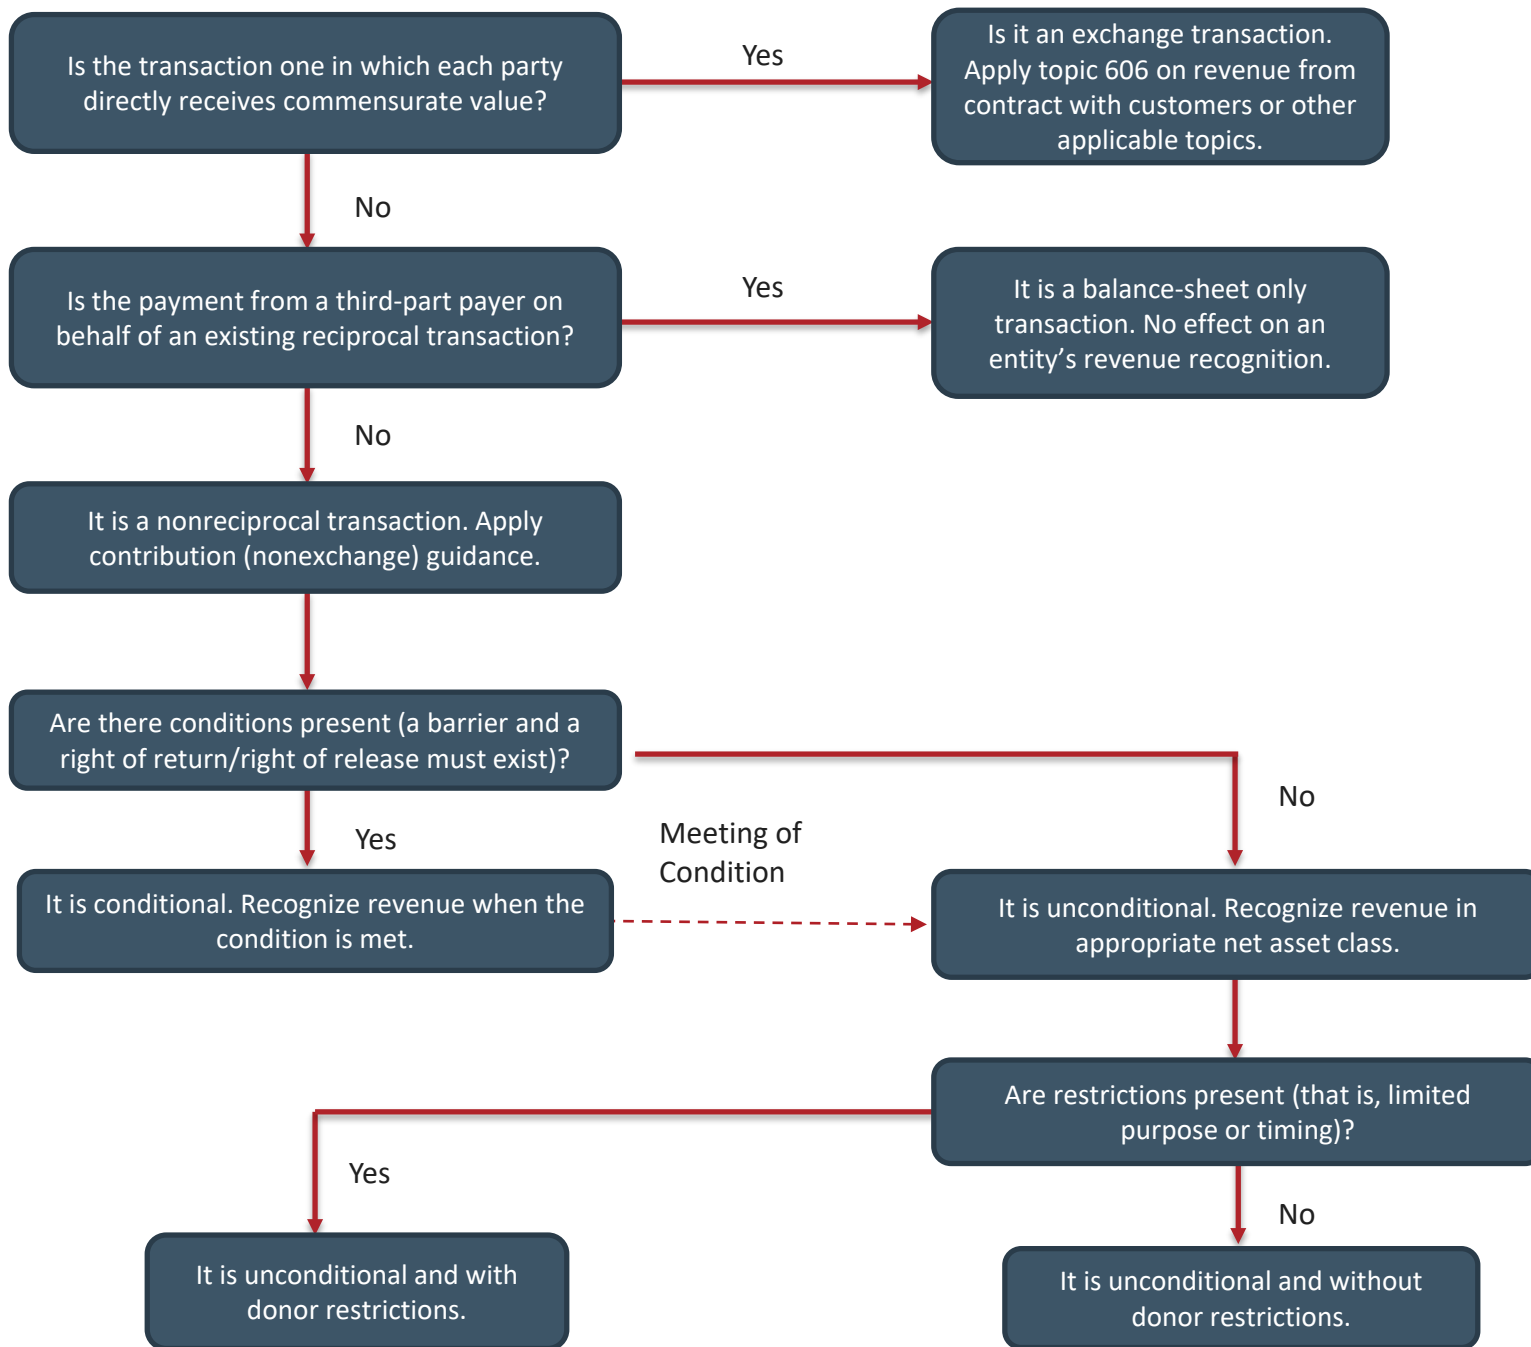 Is the transaction one in which each party
directly receives commensurate value?
Yes
Is it an exchange transaction.
Apply topic 606 on revenue from
contract with customers or other
applicable topics.
No
Is the payment from a third-part payer on
behalf of an existing reciprocal transaction?
Yes
It is a balance-sheet only
transaction. No effect on an
entity’s revenue recognition.
No
It is a nonreciprocal transaction. Apply
contribution (nonexchange) guidance.
Are there conditions present (a barrier and a
right of return/right of release must exist)?
No
Yes
Meeting of
Condition
It is conditional. Recognize revenue when the
condition is met.
It is unconditional. Recognize revenue in
appropriate net asset class.
Are restrictions present (that is, limited
purpose or timing)?
Yes
No
It is unconditional and with
donor restrictions.
It is unconditional and without
donor restrictions.